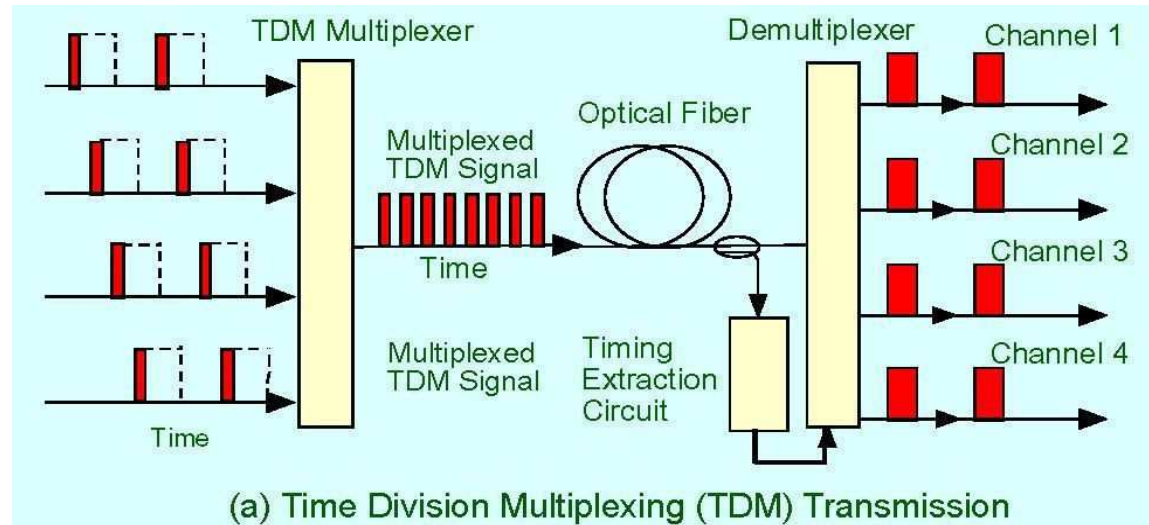 TDM Multiplexer
Demultiplexer
Channel 1
Optical Fiber
Multiplexed
TDM Signal
Channel 2
Time
Channel 3
Multiplexed
TDM Signal
Timing
Extraction
Circuit
Channel 4
Time
(a) Time Division Multiplexing (TDM) Transmission